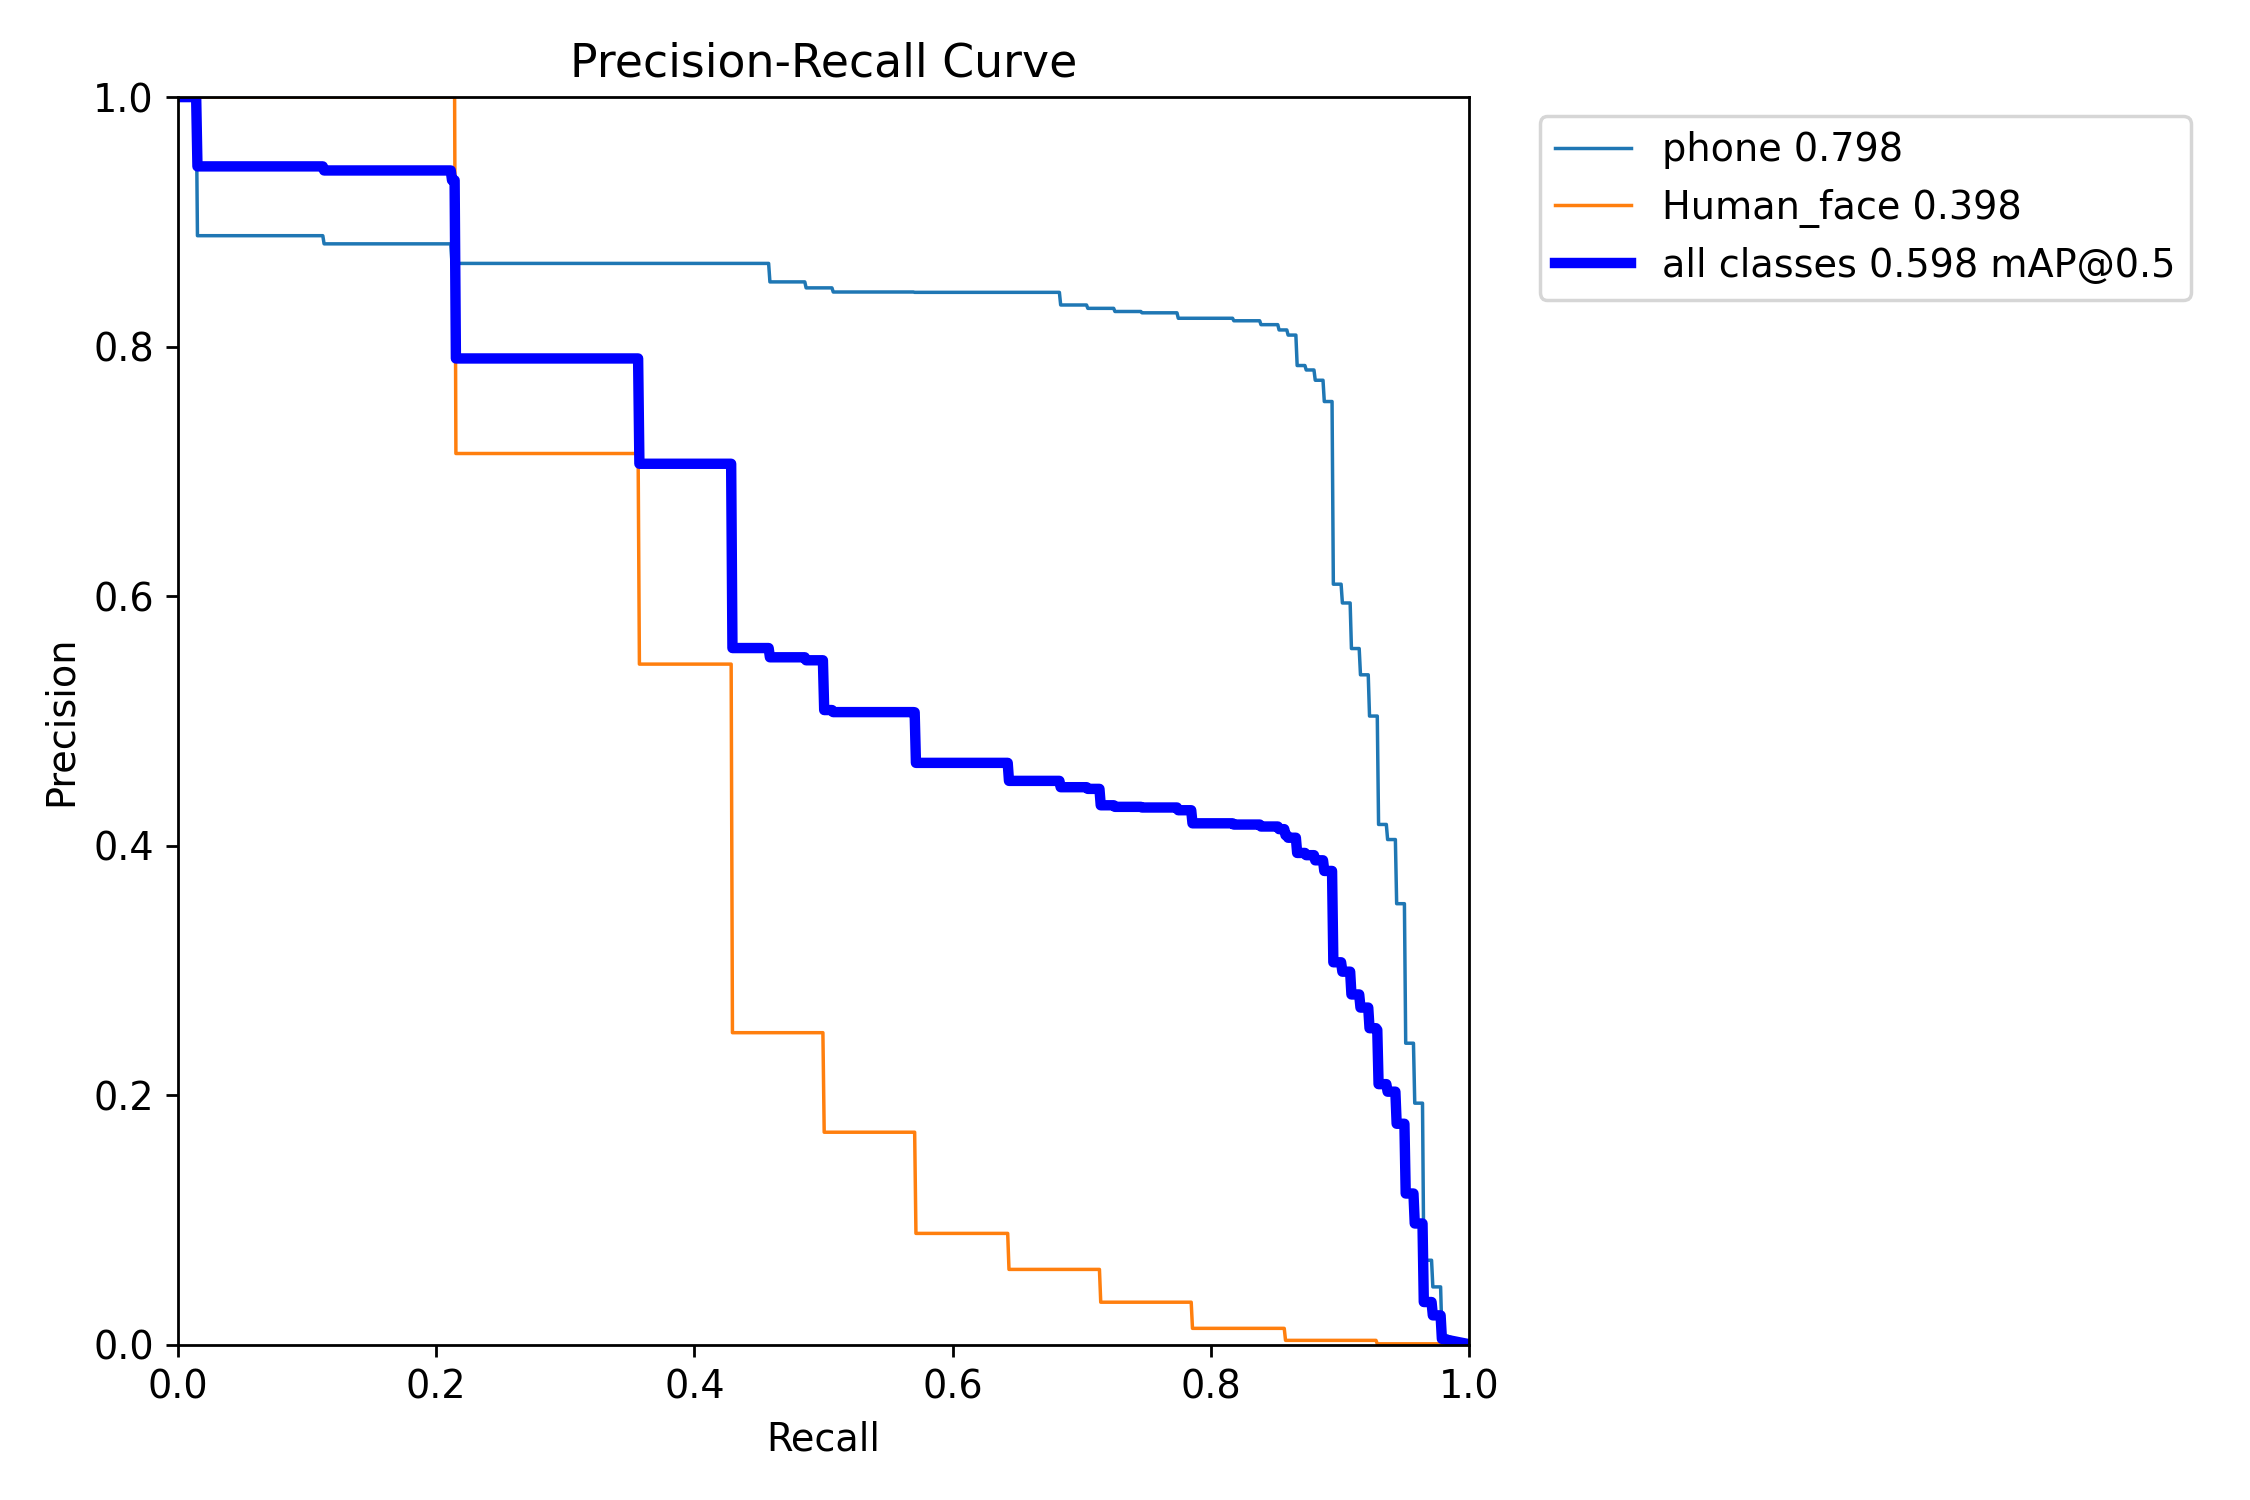 Precision-Recall Curve
1.0
0.8
0.6
0.4
0.2
0.0
Precision
0.0 0.2 0.4 0.6 0.8 1.0
Recall
phone 0.798
Human_face 0.398
all classes 0.598 mAP@0.5